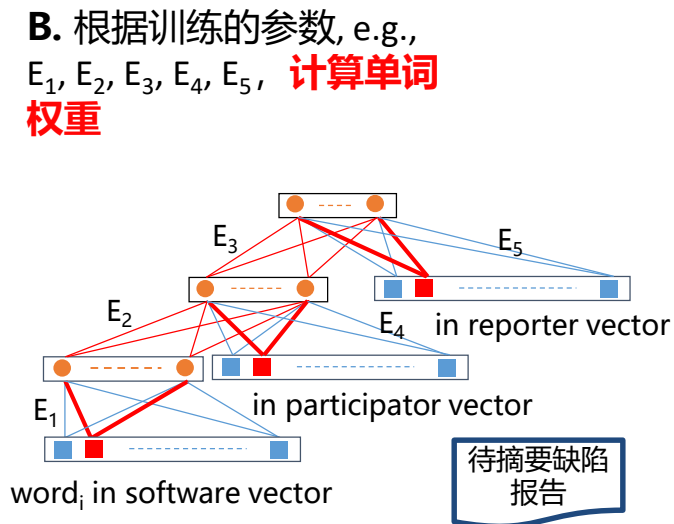 B. 根据训练的参数, e.g.,
E₁, E₂, E₃, E₄, E₅，计算单词
权重
E₃
E₅
E₂
E₄
in reporter vector
E₁
in participator vector
wordᵢ in software vector
待摘要缺陷
报告